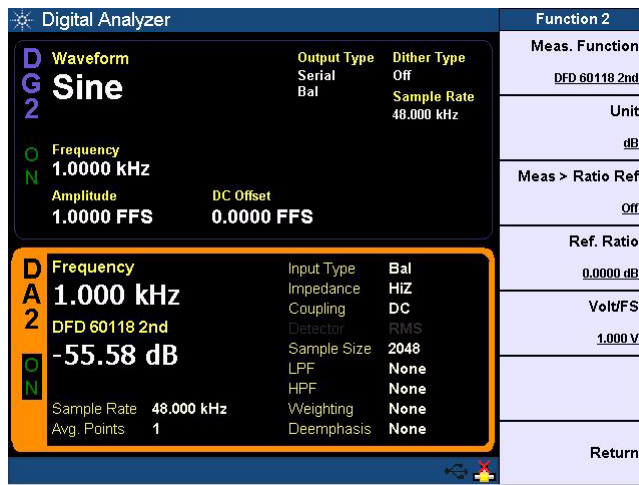 Digital Analyzer
DG2
ON
Waveform
Sine
Output Type
Serial
Bal
Dither Type
Off
Sample Rate
48.000 kHz
Frequency
1.0000 kHz
Amplitude
1.0000 FFS
DC Offset
0.0000 FFS
DA2
ON
Frequency
1.000 kHz
DFD 60118 2nd
-55.58 dB
Sample Rate 48.000 kHz
Avg. Points 1
Input Type Bal
Impedance HiZ
Coupling DC
Detector RMS
Sample Size 2048
LPF None
HPF None
Weighting None
Deemphasis None
Function 2
Meas. Function
DFD 60118 2nd
Unit
dB
Meas > Ratio Ref
Off
Ref. Ratio
0.0000 dB
Volt/FS
1.000 V
Return